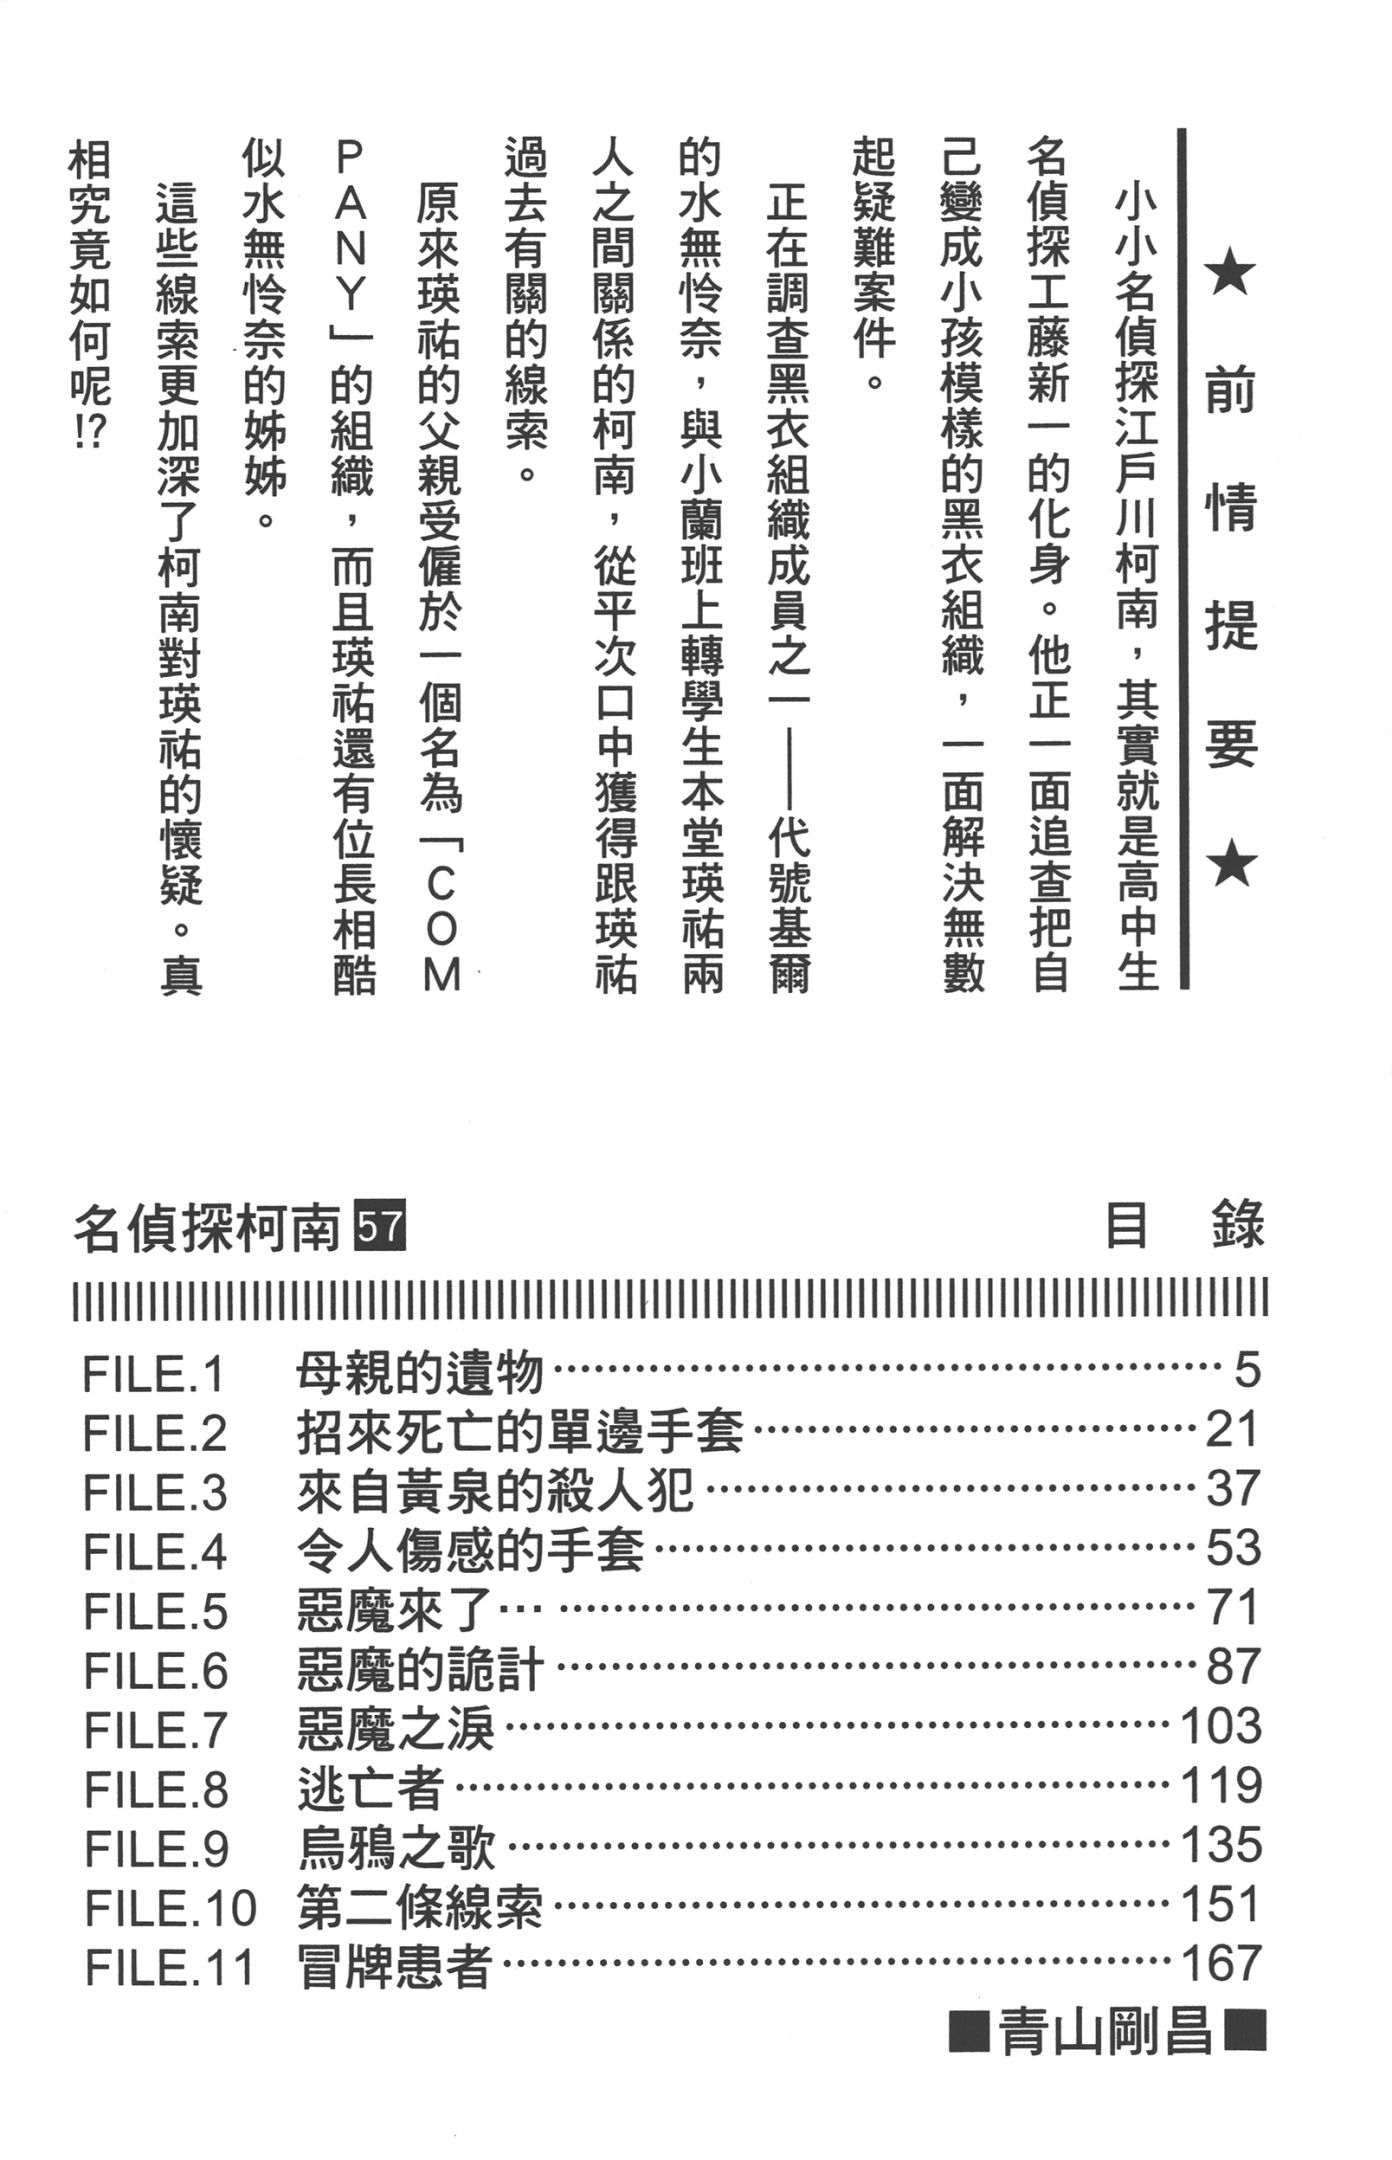 ★前情提要★
小小名偵探江戶川柯南，其實就是高中生
名偵探工藤新一的化身。他正一面追查把自
己變成小孩模樣的黑衣組織，一面解決無數
起疑難案件。
正在調查黑衣組織成員之一——代號基爾
的水無怜奈，與小蘭班上轉學生本堂瑛祐兩
人之間關係的柯南，從平次口中獲得跟瑛祐
過去有關的線索。
原來瑛祐的父親受僱於一個名為「COM
PANY」的組織，而且瑛祐還有位長相酷
似水無怜奈的姊姊。
這些線索更加深了柯南對瑛祐的懷疑。真
相究竟如何呢!?
名偵探柯南57 目 錄
FILE.1 母親的遺物…………5
FILE.2 招來死亡的單邊手套…………21
FILE.3 來自黃泉的殺人犯…………37
FILE.4 令人傷感的手套…………53
FILE.5 惡魔來了… …………71
FILE.6 惡魔的詭計…………87
FILE.7 惡魔之淚…………103
FILE.8 逃亡者…………119
FILE.9 烏鴉之歌…………135
FILE.10 第二條線索…………151
FILE.11 冒牌患者…………167
■青山剛昌■